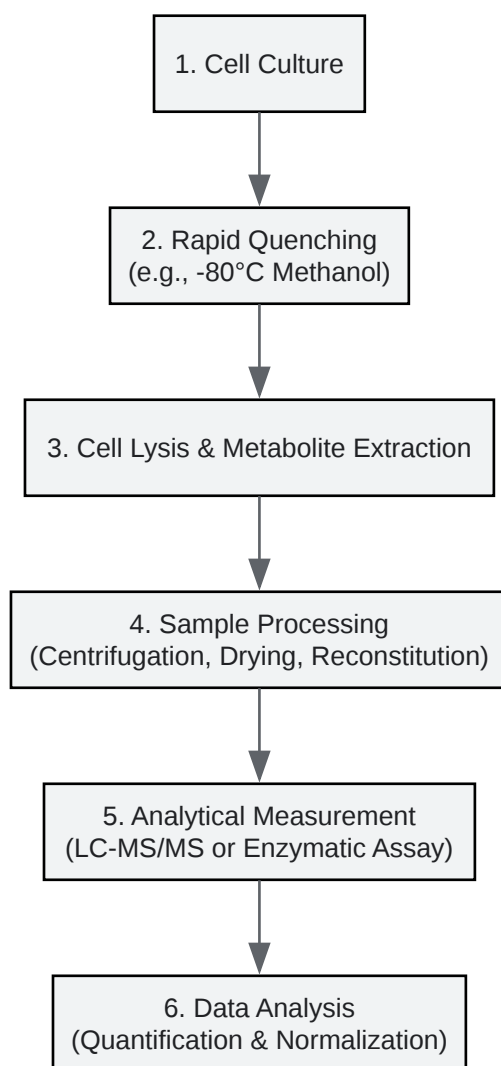 1. Cell Culture
2. Rapid Quenching
(e.g., -80°C Methanol)
3. Cell Lysis & Metabolite Extraction
4. Sample Processing
(Centrifugation, Drying, Reconstitution)
5. Analytical Measurement
(LC-MS/MS or Enzymatic Assay)
6. Data Analysis
(Quantification & Normalization)